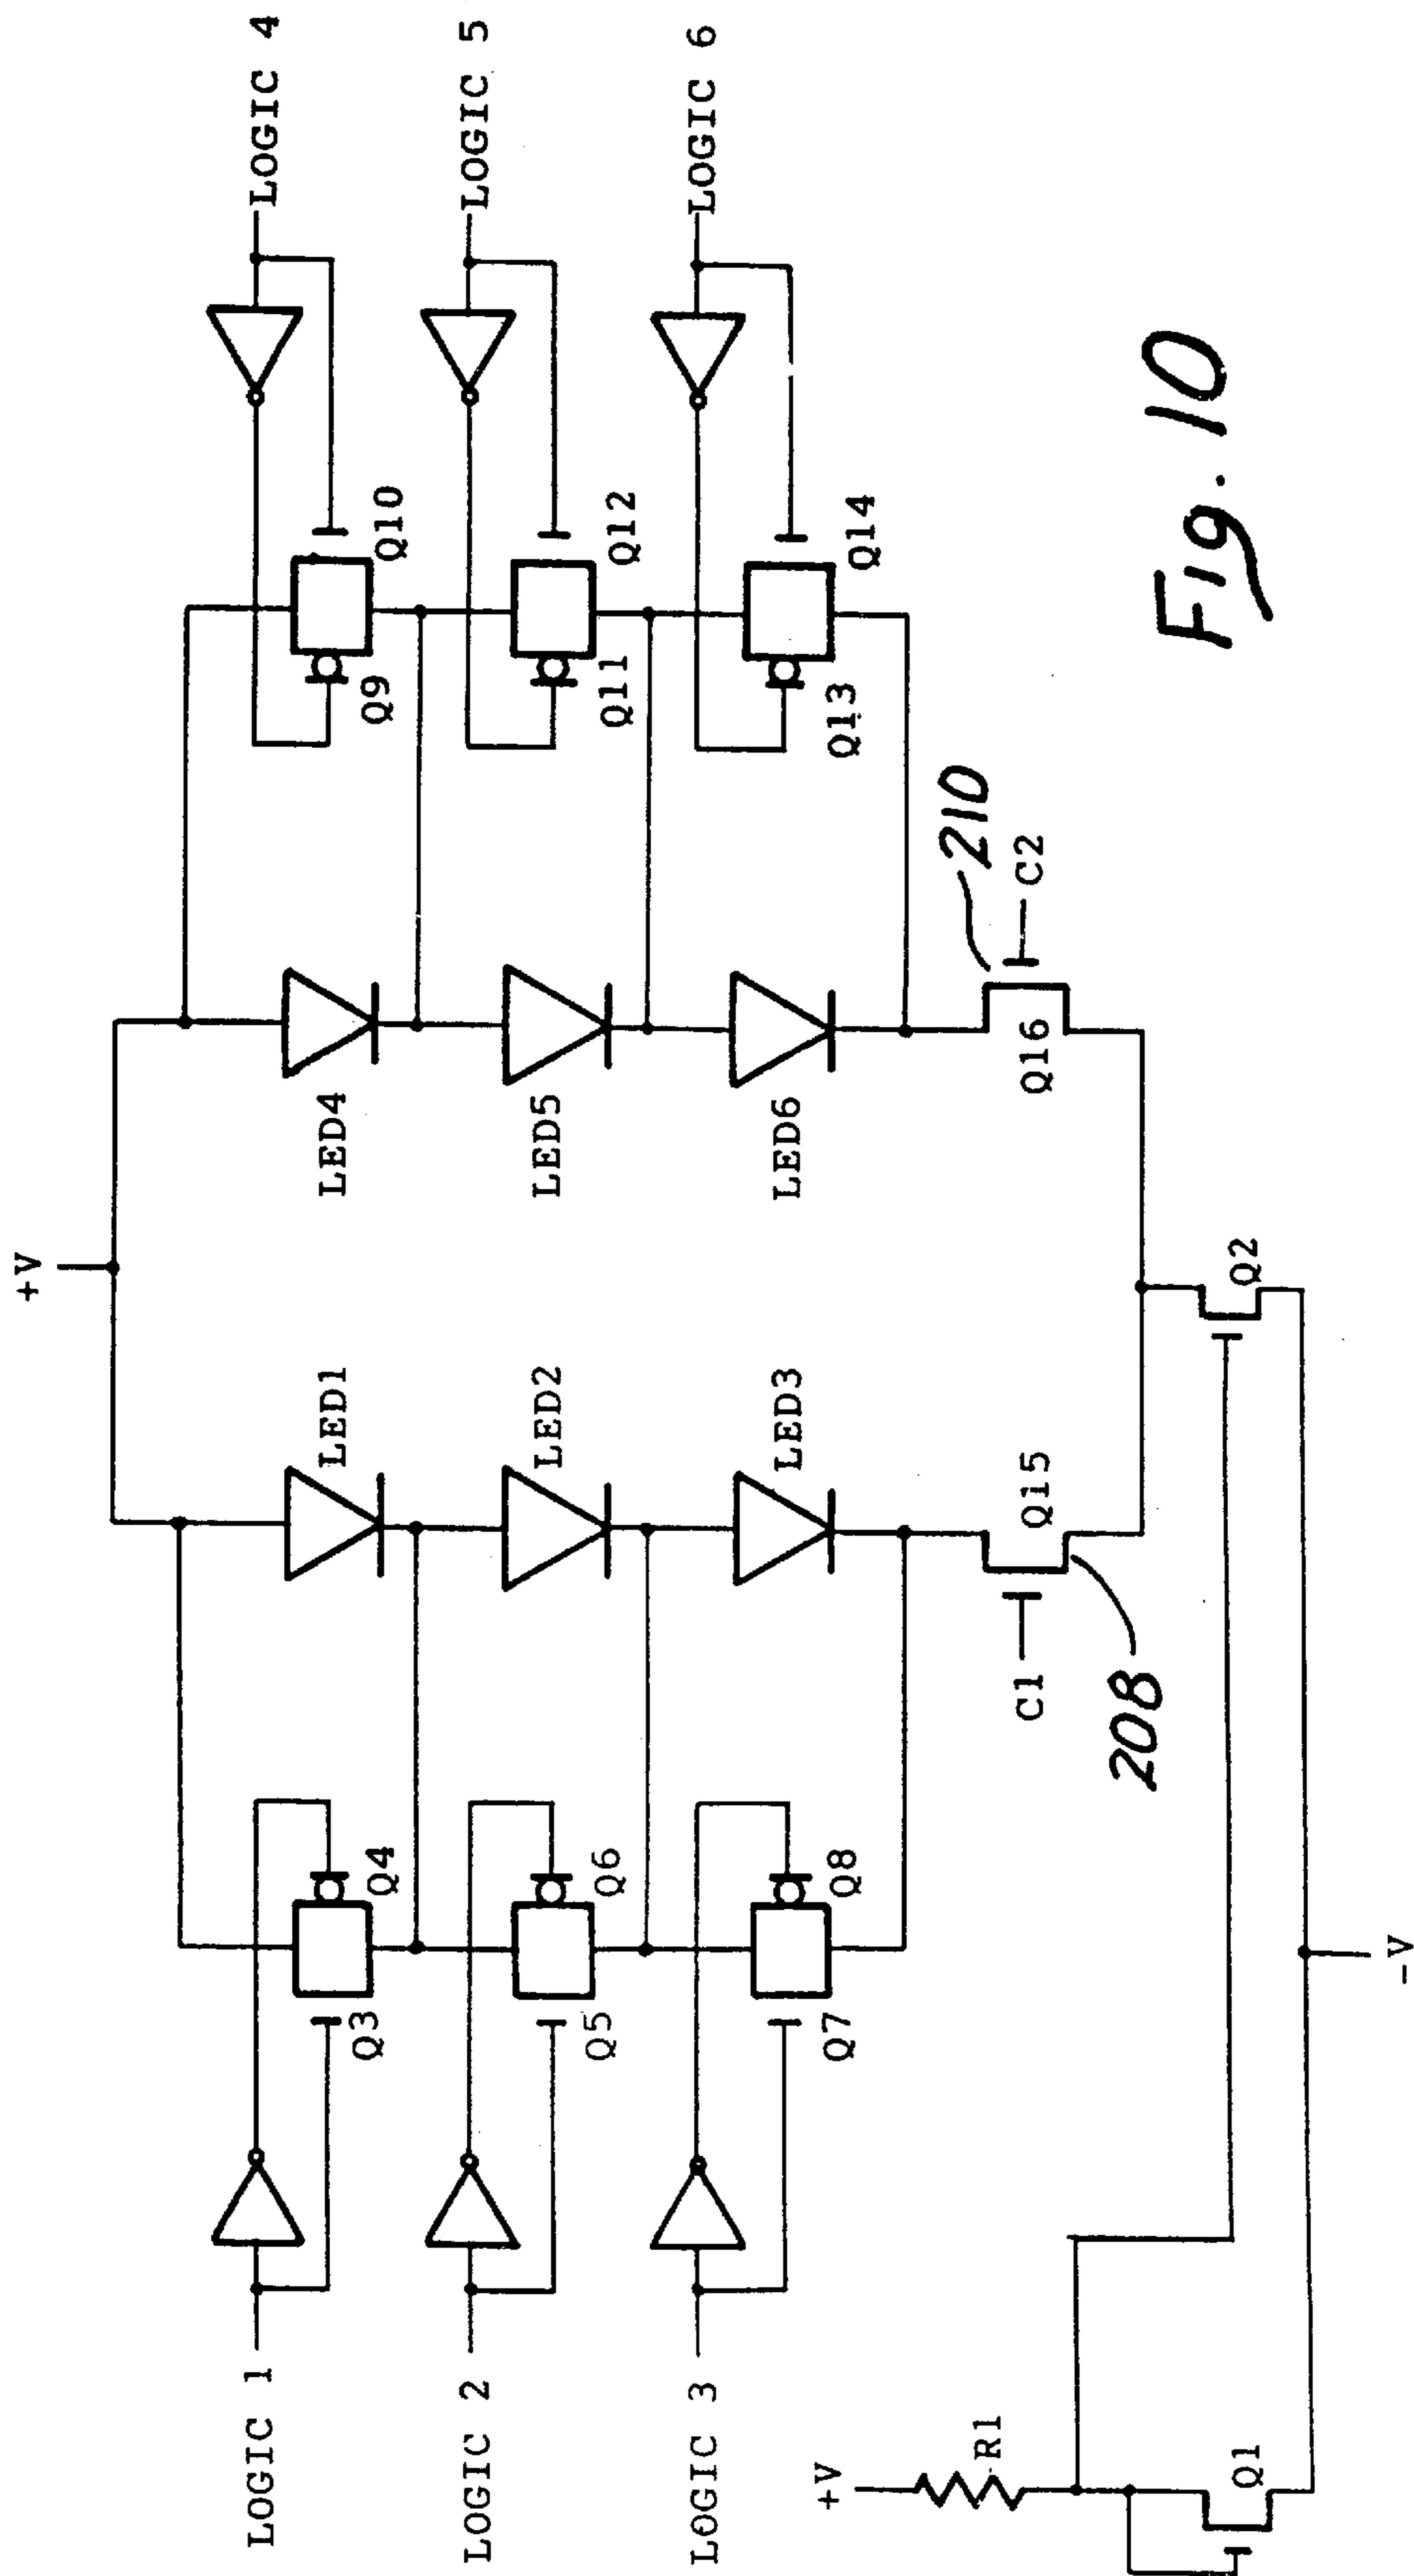 +V
LOGIC 1
LOGIC 4
Q3
Q4
LED1
LED4
Q9
Q10
LOGIC 2
LOGIC 5
Q5
Q6
LED2
LED5
Q11
Q12
LOGIC 3
LOGIC 6
Q7
Q8
LED3
LED6
Q13
Q14
+V
R1
C1
Q15
208
Q16
C2
210
Q1
Q2
-V
Fig. 10